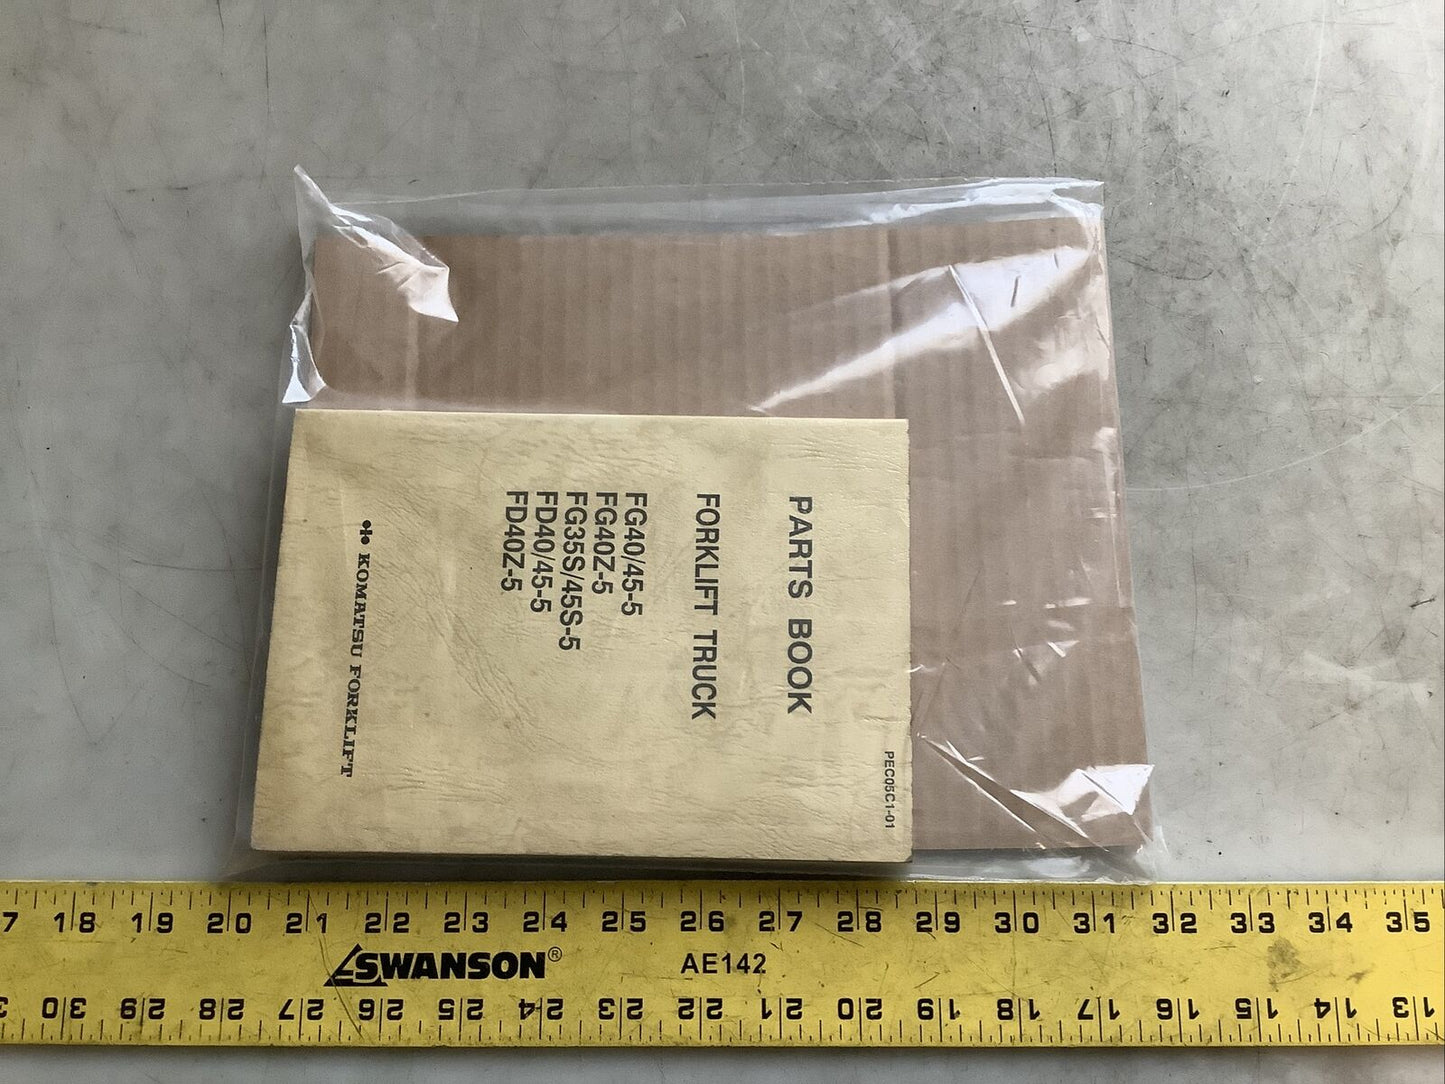 PEC05C1-01
PARTS BOOK
FORKLIFT TRUCK
FG40/45-5
FG40Z-5
FG35S/45S-5
FD40/45-5
FD40Z-5
KOMATSU FORKLIFT
7 18 19 20 21 22 23 24 25 26 27 28 29 30 31 32 33 34 35
SWANSON® AE142
3 30 29 28 27 26 25 24 23 22 21 20 19 18 17 16 15 14 13